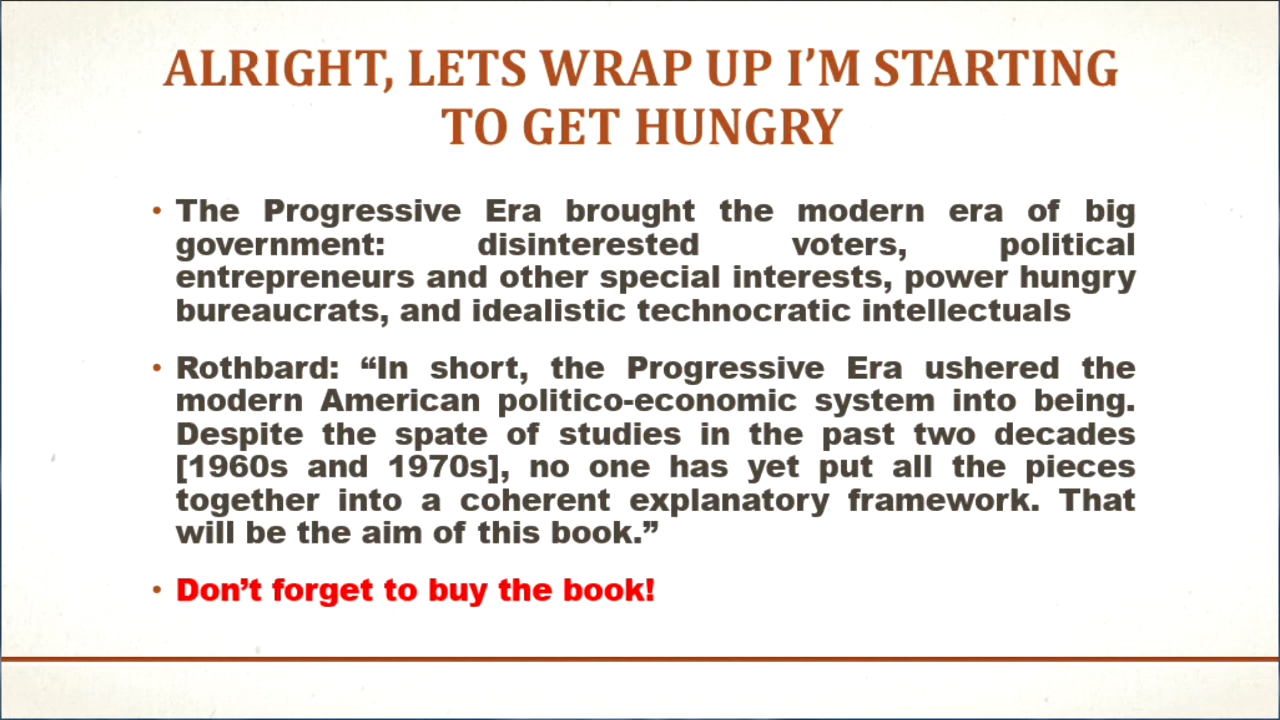 ALRIGHT, LETS WRAP UP I’M STARTING
TO GET HUNGRY
• The Progressive Era brought the modern era of big
government: disinterested voters, political
entrepreneurs and other special interests, power hungry
bureaucrats, and idealistic technocratic intellectuals
• Rothbard: “In short, the Progressive Era ushered the
modern American politico-economic system into being.
Despite the spate of studies in the past two decades
[1960s and 1970s], no one has yet put all the pieces
together into a coherent explanatory framework. That
will be the aim of this book.”
• Don’t forget to buy the book!